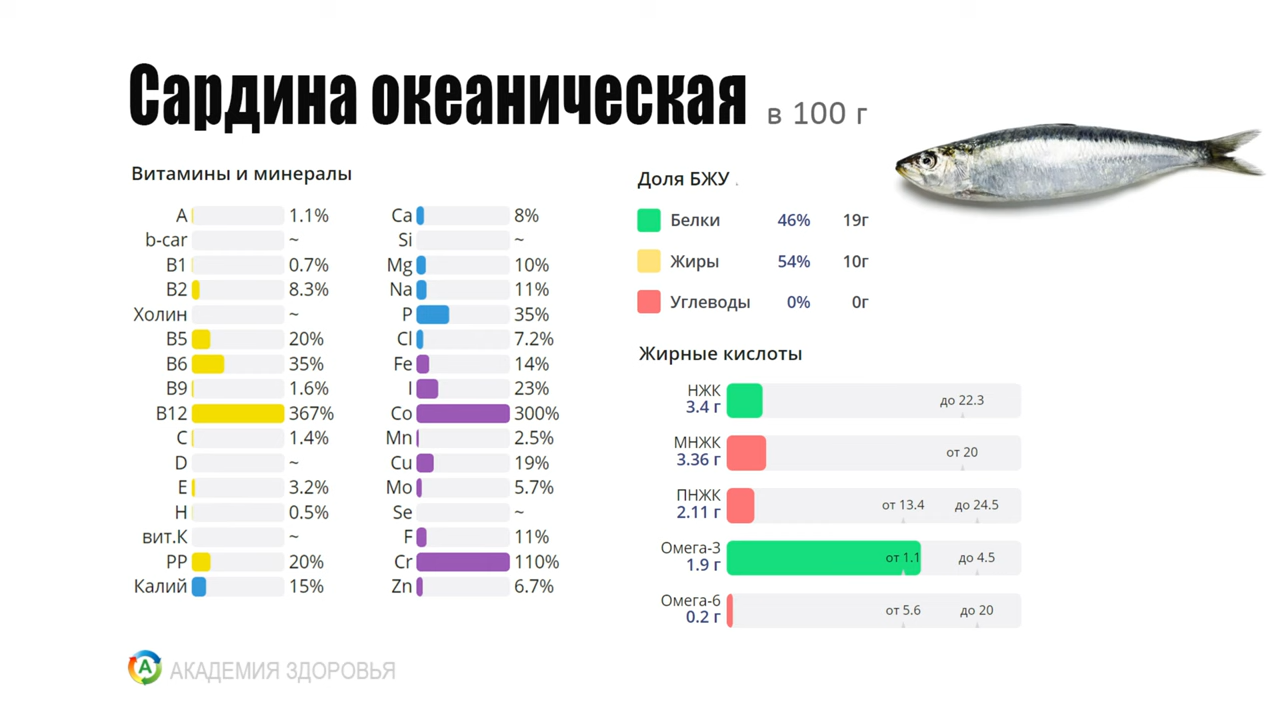 Сардина океаническая в 100 г
Витамины и минералы
A 1.1%
b-car ~
B1 0.7%
B2 8.3%
Холин ~
B5 20%
B6 35%
B9 1.6%
B12 367%
C 1.4%
D ~
E 3.2%
H 0.5%
вит.К ~
PP 20%
Калий 15%
Ca 8%
Si ~
Mg 10%
Na 11%
P 35%
Cl 7.2%
Fe 14%
I 23%
Co 300%
Mn 2.5%
Cu 19%
Mo 5.7%
Se ~
F 11%
Cr 110%
Zn 6.7%
Доля БЖУ
Белки 46% 19г
Жиры 54% 10г
Углеводы 0% 0г
Жирные кислоты
НЖК
3.4 г
до 22.3
МНЖК
3.36 г
от 20
ПНЖК
2.11 г
от 13.4 до 24.5
Омега-3
1.9 г
от 1.1 до 4.5
Омега-6
0.2 г
от 5.6 до 20
А АКАДЕМИЯ ЗДОРОВЬЯ